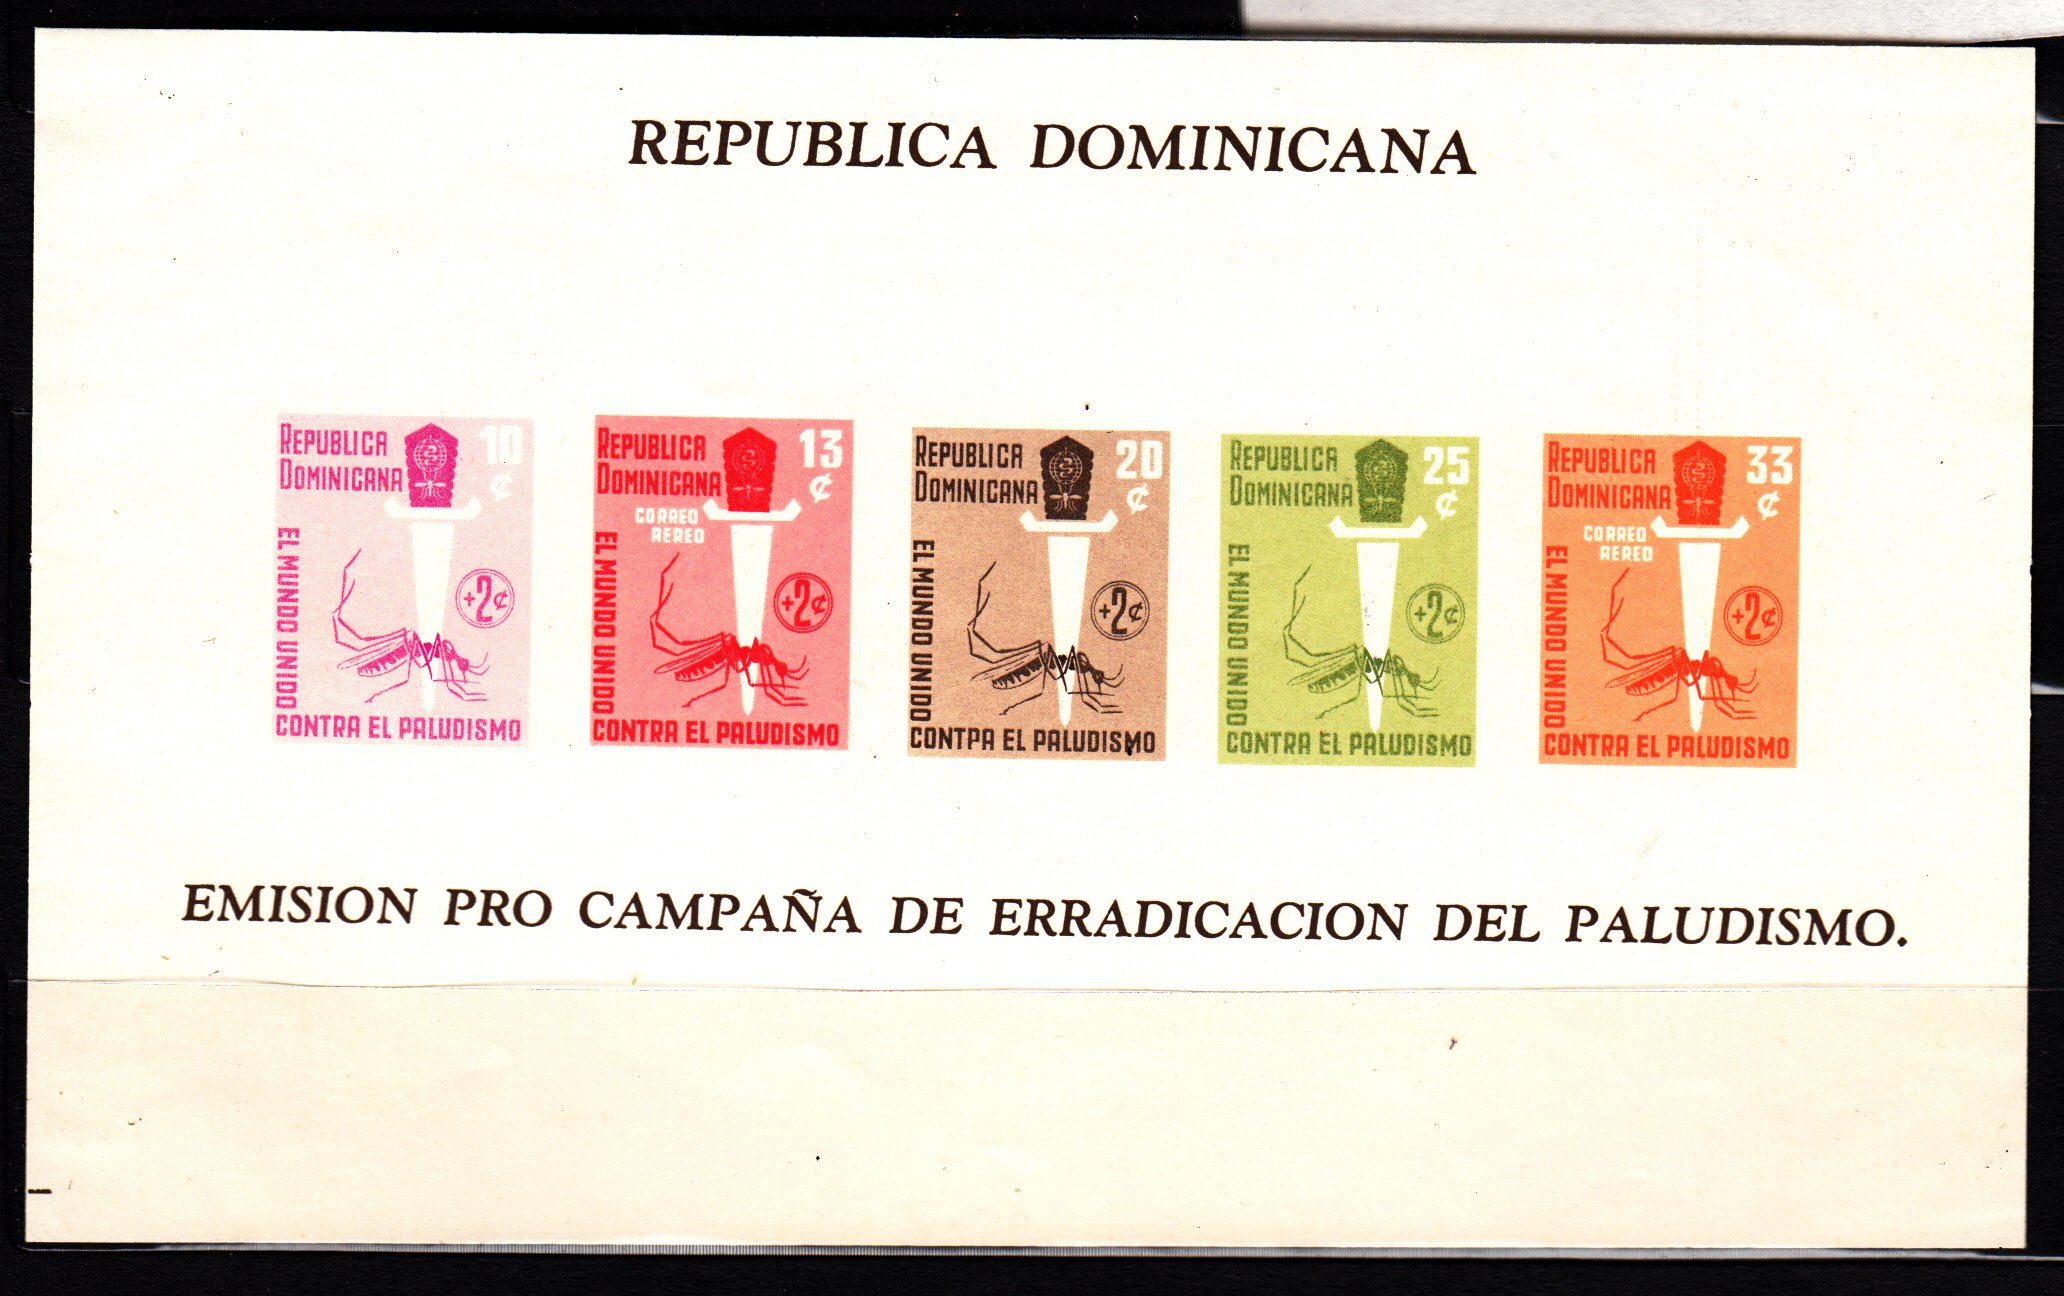 REPUBLICA DOMINICANA
REPUBLICA
DOMINICANA
10
¢
EL MUNDO UNIDO
+2¢
CONTRA EL PALUDISMO
REPUBLICA
DOMINICANA
13
¢
CORREO
AEREO
EL MUNDO UNIDO
+2¢
CONTRA EL PALUDISMO
REPUBLICA
DOMINICANA
20
¢
EL MUNDO UNIDO
+2¢
CONTPA EL PALUDISMO
REPUBLICA
DOMINICANA
25
¢
EL MUNDO UNIDO
+2¢
CONTRA EL PALUDISMO
REPUBLICA
DOMINICANA
33
¢
CORREO
AEREO
EL MUNDO UNIDO
+2¢
CONTRA EL PALUDISMO
EMISION PRO CAMPAÑA DE ERRADICACION DEL PALUDISMO.